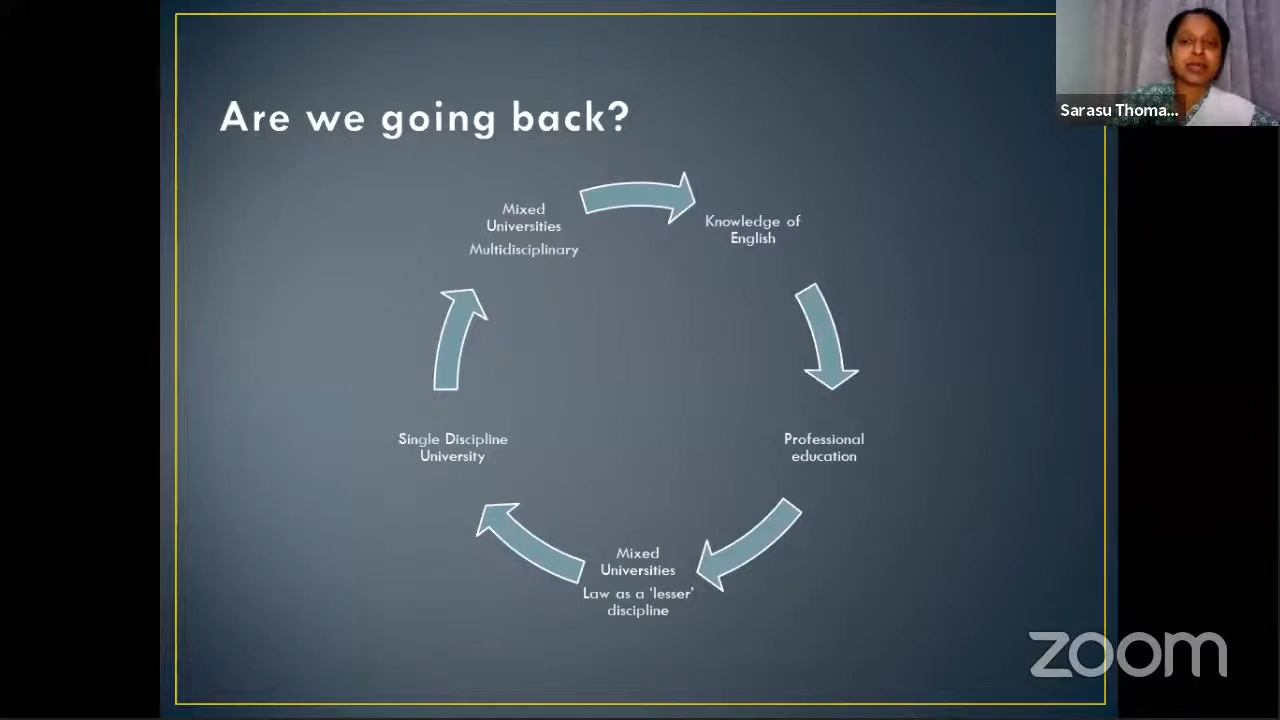 Are we going back?
Mixed
Universities
Multidisciplinary
Knowledge of
English
Professional
education
Mixed
Universities
Law as a ‘lesser’
discipline
Single Discipline
University
Sarasu Thoma...
zoom